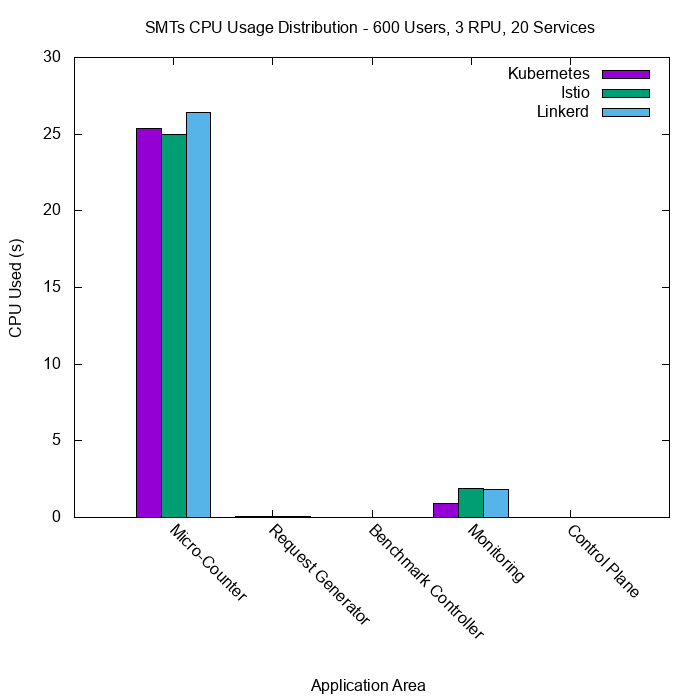 SMTs CPU Usage Distribution - 600 Users, 3 RPU, 20 Services
Kubernetes
Istio
Linkerd
30
25
20
15
10
5
0
CPU Used (s)
Micro-Counter
Request Generator
Benchmark Controller
Monitoring
Control Plane
Application Area